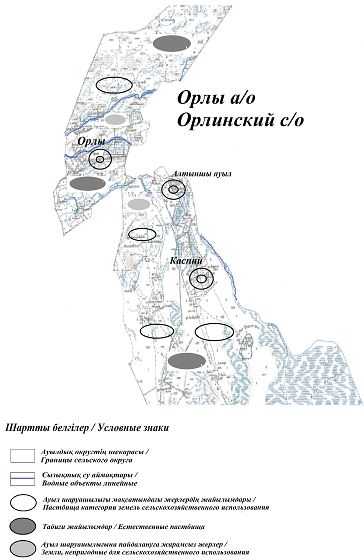 Орлы а/о
Орлинский с/о
Орлы
Алтыншы ауыл
Каспий
Шартты белгілер / Условные знаки
Ауылдық округтің шекарасы /
Границы сельского округа
Сызықтық су аймақтары /
Водные объекты линейные
Ауыл шаруашылығы мақсатындағы жерлердің жайылымдары /
Пастбища категории земель сельскохозяйственного использования
Табиғи жайылымдар / Естественные пастбища
Ауыл шаруашылығына пайдалануға жарамсыз жерлер /
Земли, непригодные для сельскохозяйственного использования